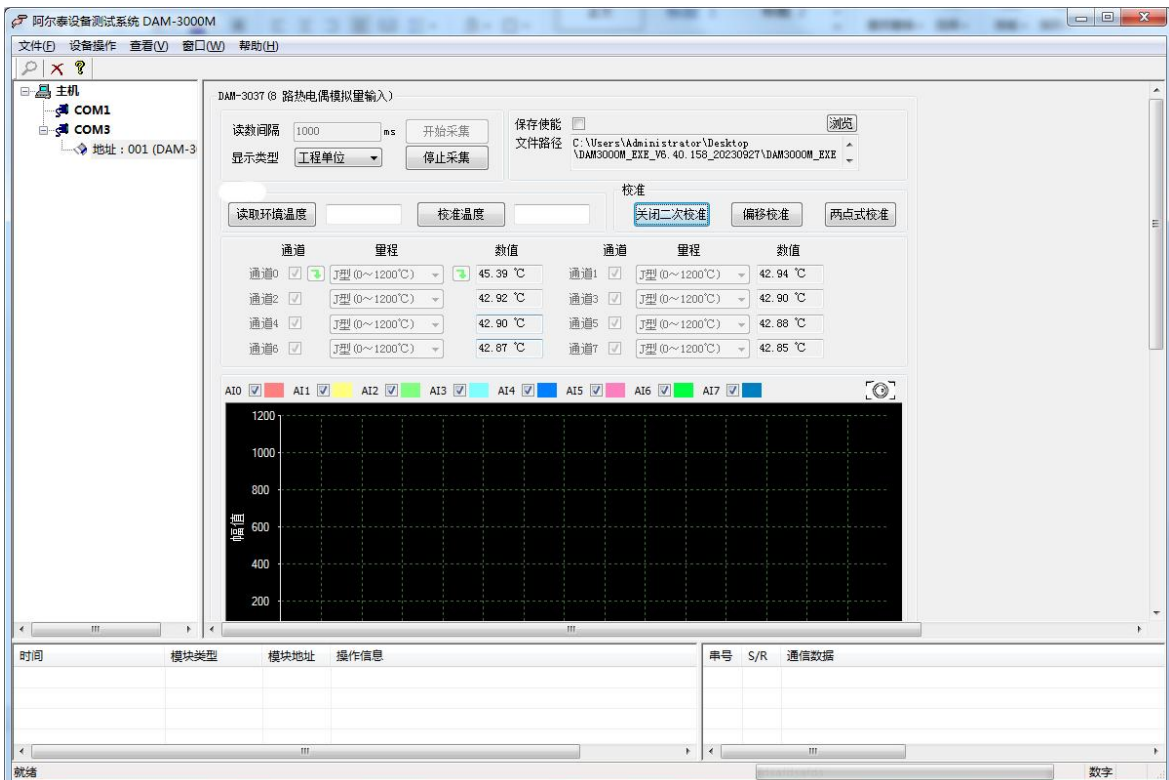 阿尔泰设备测试系统 DAM-3000M
文件(F) 设备操作 查看(V) 窗口(W) 帮助(H)
主机
COM1
COM3
地址：001 (DAM-3
DAM-3037(8 路热电偶模拟量输入)
读数间隔 1000 ms 开始采集
显示类型 工程单位 停止采集
保存使能 浏览
文件路径 C:\Users\Administrator\Desktop
\DAM3000M_EXE_V6.40.158_20230927\DAM3000M_EXE
读取环境温度 校准温度
校准
关闭二次校准 偏移校准 两点式校准
通道 量程 数值 通道 量程 数值
通道0 J型(0～1200℃) 45.39 ℃ 通道1 J型(0～1200℃) 42.94 ℃
通道2 J型(0～1200℃) 42.92 ℃ 通道3 J型(0～1200℃) 42.90 ℃
通道4 J型(0～1200℃) 42.90 ℃ 通道5 J型(0～1200℃) 42.88 ℃
通道6 J型(0～1200℃) 42.87 ℃ 通道7 J型(0～1200℃) 42.85 ℃
AI0 AI1 AI2 AI3 AI4 AI5 AI6 AI7
1200
1000
800
600
400
200
幅值
时间 模块类型 模块地址 操作信息
串号 S/R 通信数据
就绪 数字